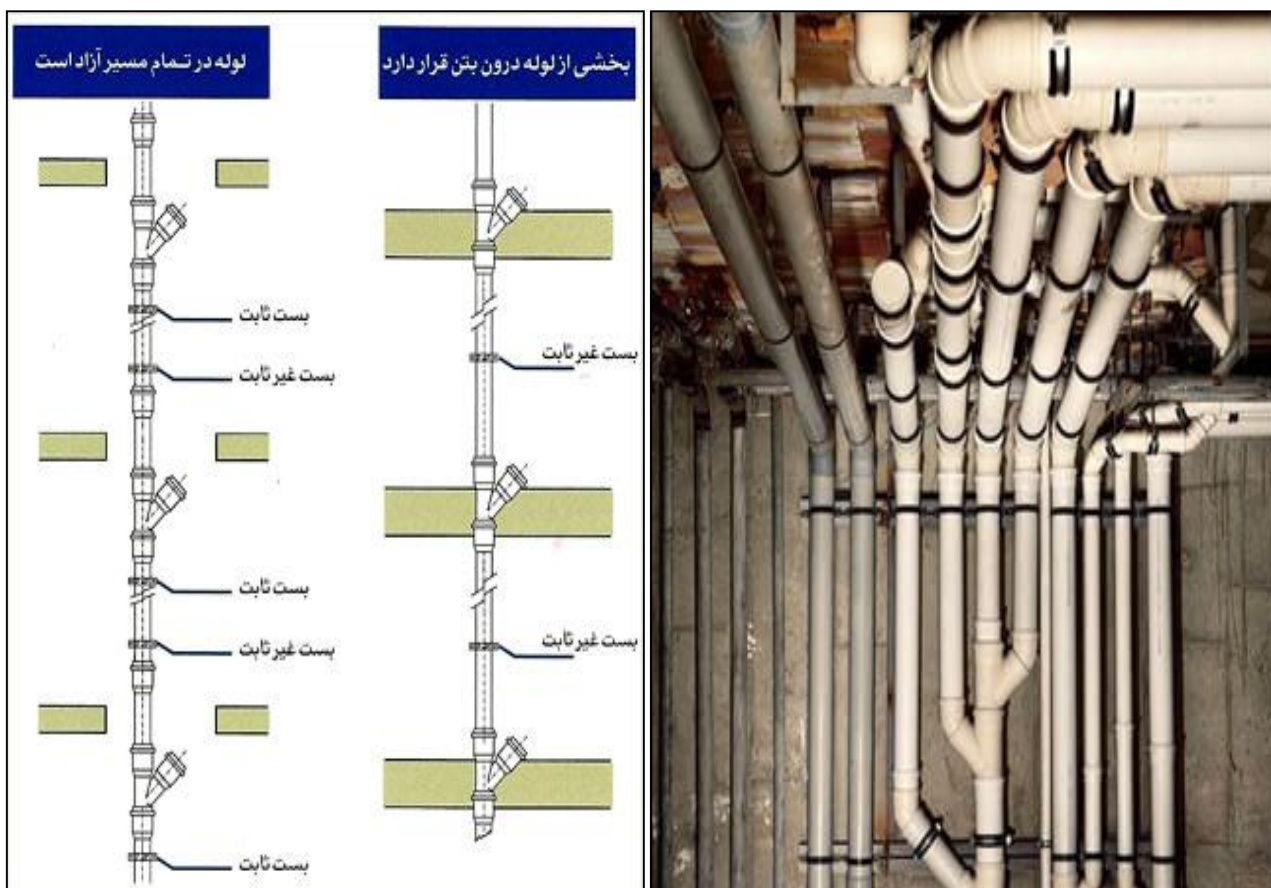 بخشی از لوله درون بتن قرار دارد
بست غیر ثابت
بست غیر ثابت
لوله در تمام مسیر آزاد است
بست ثابت
بست غیر ثابت
بست ثابت
بست غیر ثابت
بست ثابت